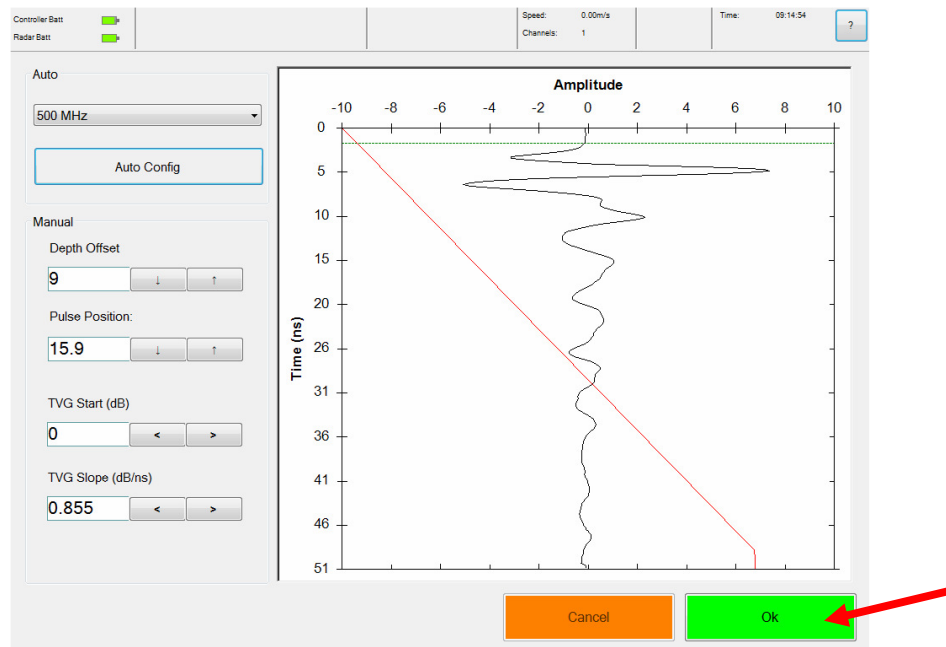 Controller Batt
Radar Batt
Speed: 0.00m/s
Channels: 1
Time: 09:14:54
?
Auto
500 MHz
Auto Config
Manual
Depth Offset
9 ↓ ↑
Pulse Position:
15.9 ↓ ↑
TVG Start (dB)
0 < >
TVG Slope (dB/ns)
0.855 < >
Amplitude
-10 -8 -6 -4 -2 0 2 4 6 8 10
0
5
10
15
20
26
31
36
41
46
51
Time (ns)
Cancel
Ok